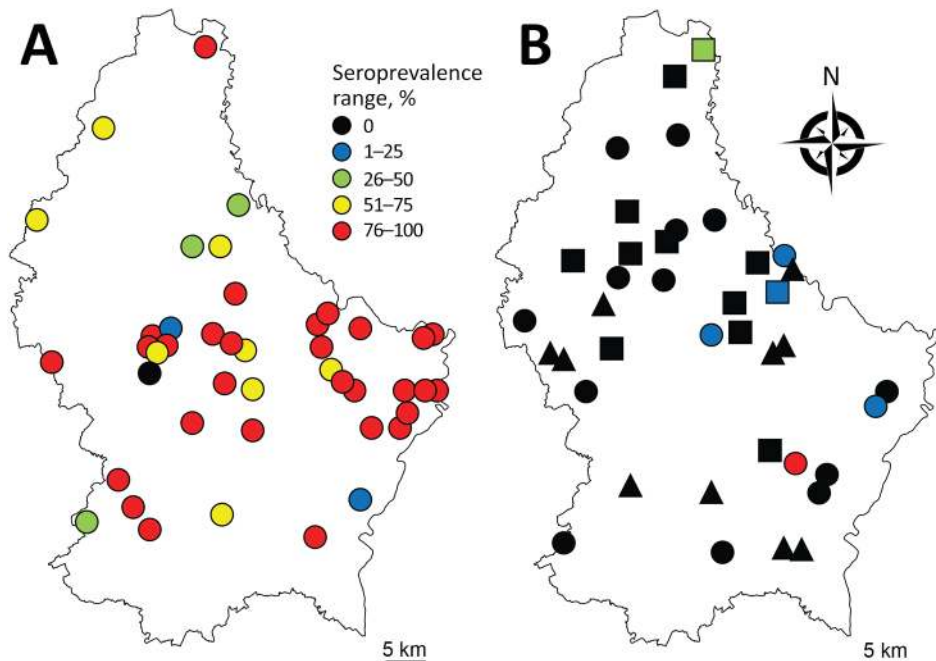 A
B
Seroprevalence
range, %
0
1–25
26–50
51–75
76–100
N
5 km
5 km